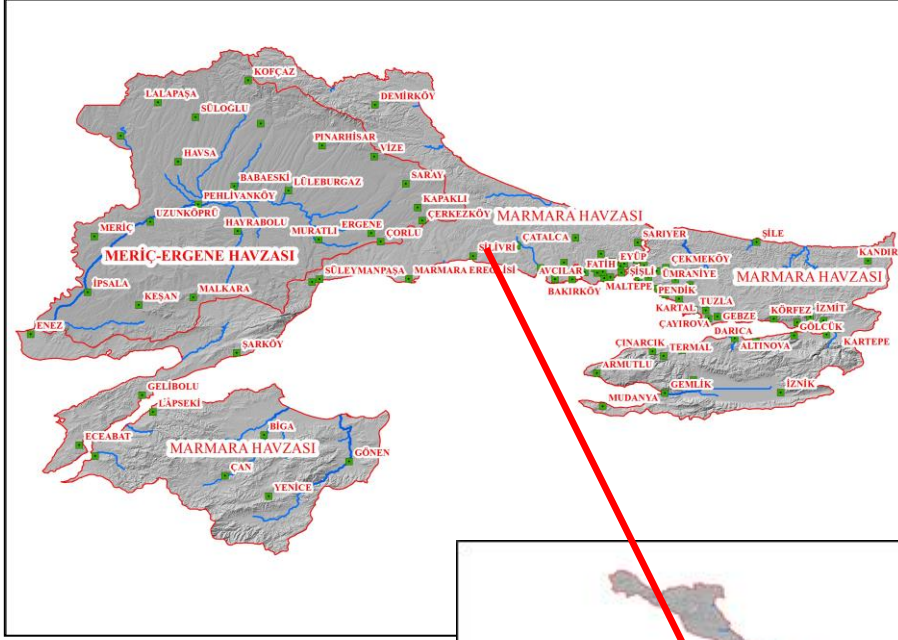 KOFÇAZ
LALAPAŞA
DEMİRKÖY
SÜLOĞLU
PINARHİSAR
VİZE
HAVSA
BABAESKİ
LÜLEBURGAZ
SARAY
PEHLİVANKÖY
KAPAKLI
UZUNKÖPRÜ
ÇERKEZKÖY
MARMARA HAVZASI
MERİÇ
HAYRABOLU
MURATLI
ERGENE
ÇORLU
ÇATALCA
SARIYER
ŞİLE
MERİÇ-ERGENE HAVZASI
SİLİVRİ
FATİH
EYÜP
ÇEKMEKÖY
KANDIR
SÜLEYMANPAŞA
MARMARA EREĞLİSİ
AVCILAR
ŞİŞLİ
ÜMRANİYE
MARMARA HAVZASI
İPSALA
KEŞAN
MALKARA
BAKIRKÖY
MALTEPE
PENDİK
KARTAL
TUZLA
ENEZ
ÇAYIROVA
GEBZE
KÖRFEZ
İZMİT
DARICA
GÖLCÜK
ŞARKÖY
ÇINARCIK
TERMAL
ALTINOVA
KARTEPE
ARMUTLU
GELİBOLU
GEMLİK
İZNİK
LÂPSEKİ
MUDANYA
ECEABAT
BİGA
MARMARA HAVZASI
GÖNEN
ÇAN
YENİCE